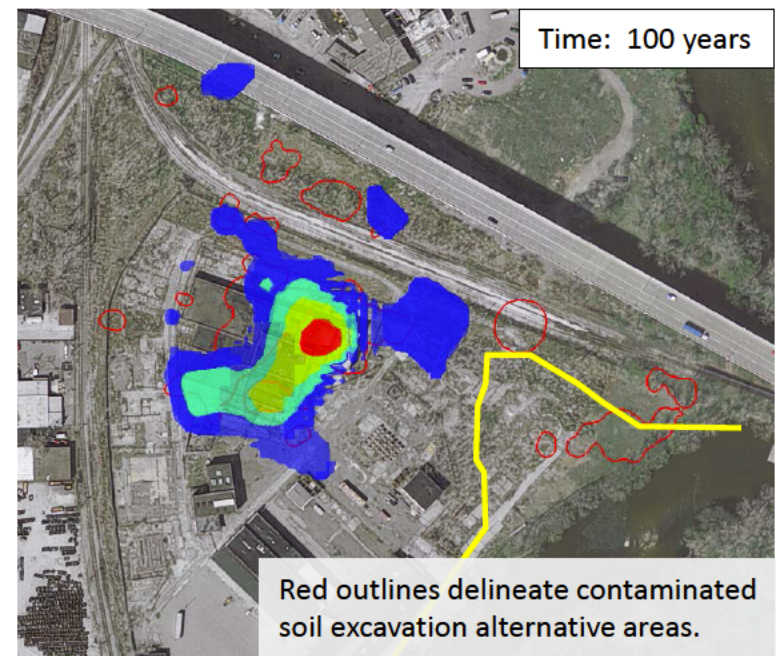 Time: 100 years
Red outlines delineate contaminated
soil excavation alternative areas.